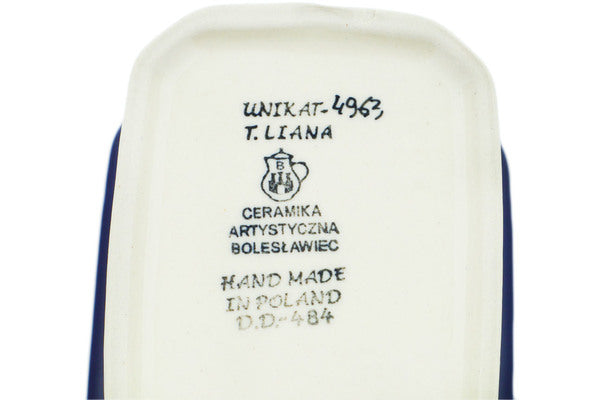 UNIKAT-4963
T. LIANA
B
CERAMIKA
ARTYSTYCZNA
BOLESŁAWIEC
HAND MADE
IN POLAND
D.D.-484